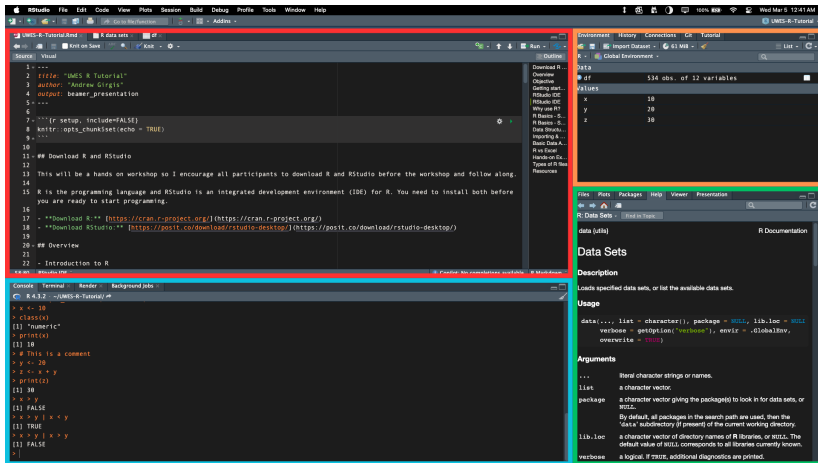 RStudio File Edit Code View Plots Session Build Debug Profile Tools Window Help 100% Wed Mar 5 12:41 AM
Go to file/function Addins UWES-R-Tutorial
UWES R Tutorial.Rmd R data sets df
Knit on Save Knit Run
Source Visual Outline
1 ---
2 title: "UWES R Tutorial"
3 author: "Andrew Girgis"
4 output: beamer_presentation
5 ---
6
7 ```{r setup, include=FALSE}
8 knitr::opts_chunk$set(echo = TRUE)
9 ```
10
11 ## Download R and RStudio
12
13 This will be a hands on workshop so I encourage all participants to download R and RStudio before the workshop and follow along.
14
15 R is the programming language and RStudio is an integrated development environment (IDE) for R. You need to install both before
you are ready to start programming.
16
17 - **Download R:** [https://cran.r-project.org/](https://cran.r-project.org/)
18 - **Download RStudio:** [https://posit.co/download/rstudio-desktop/](https://posit.co/download/rstudio-desktop/)
19
20 ## Overview
21
22 - Introduction to R
Download R ...
Overview
Objective
Getting start...
RStudio IDE
RStudio IDE
Why use R?
R Basics - S...
R Basics - S...
Data Structu...
Importing & ...
Basic Data A...
R vs Excel
Hands-on Ex...
Types of R files
Resources
RStudio IDE Copilot: No completions available. R Markdown
Console Terminal Render Background Jobs
R 4.3.2 · ~/UWES-R-Tutorial/
> x <- 10
> class(x)
[1] "numeric"
> print(x)
[1] 10
> # This is a comment
> y <- 20
> z <- x + y
> print(z)
[1] 30
> x > y
[1] FALSE
> x > y | x < y
[1] TRUE
> x > y | x > y
[1] FALSE
>
Environment History Connections Git Tutorial
Import Dataset 61 MiB List
R Global Environment
Data
df 534 obs. of 12 variables
Values
x 10
y 20
z 30
Files Plots Packages Help Viewer Presentation
R: Data Sets Find in Topic
data {utils} R Documentation
Data Sets
Description
Loads specified data sets, or list the available data sets.
Usage
data(..., list = character(), package = NULL, lib.loc = NULL
verbose = getOption("verbose"), envir = .GlobalEnv,
overwrite = TRUE)
Arguments
... literal character strings or names.
list a character vector.
package a character vector giving the package(s) to look in for data sets, or
NULL.
By default, all packages in the search path are used, then the
'data' subdirectory (if present) of the current working directory.
lib.loc a character vector of directory names of R libraries, or NULL. The
default value of NULL corresponds to all libraries currently known.
verbose a logical. If TRUE, additional diagnostics are printed.